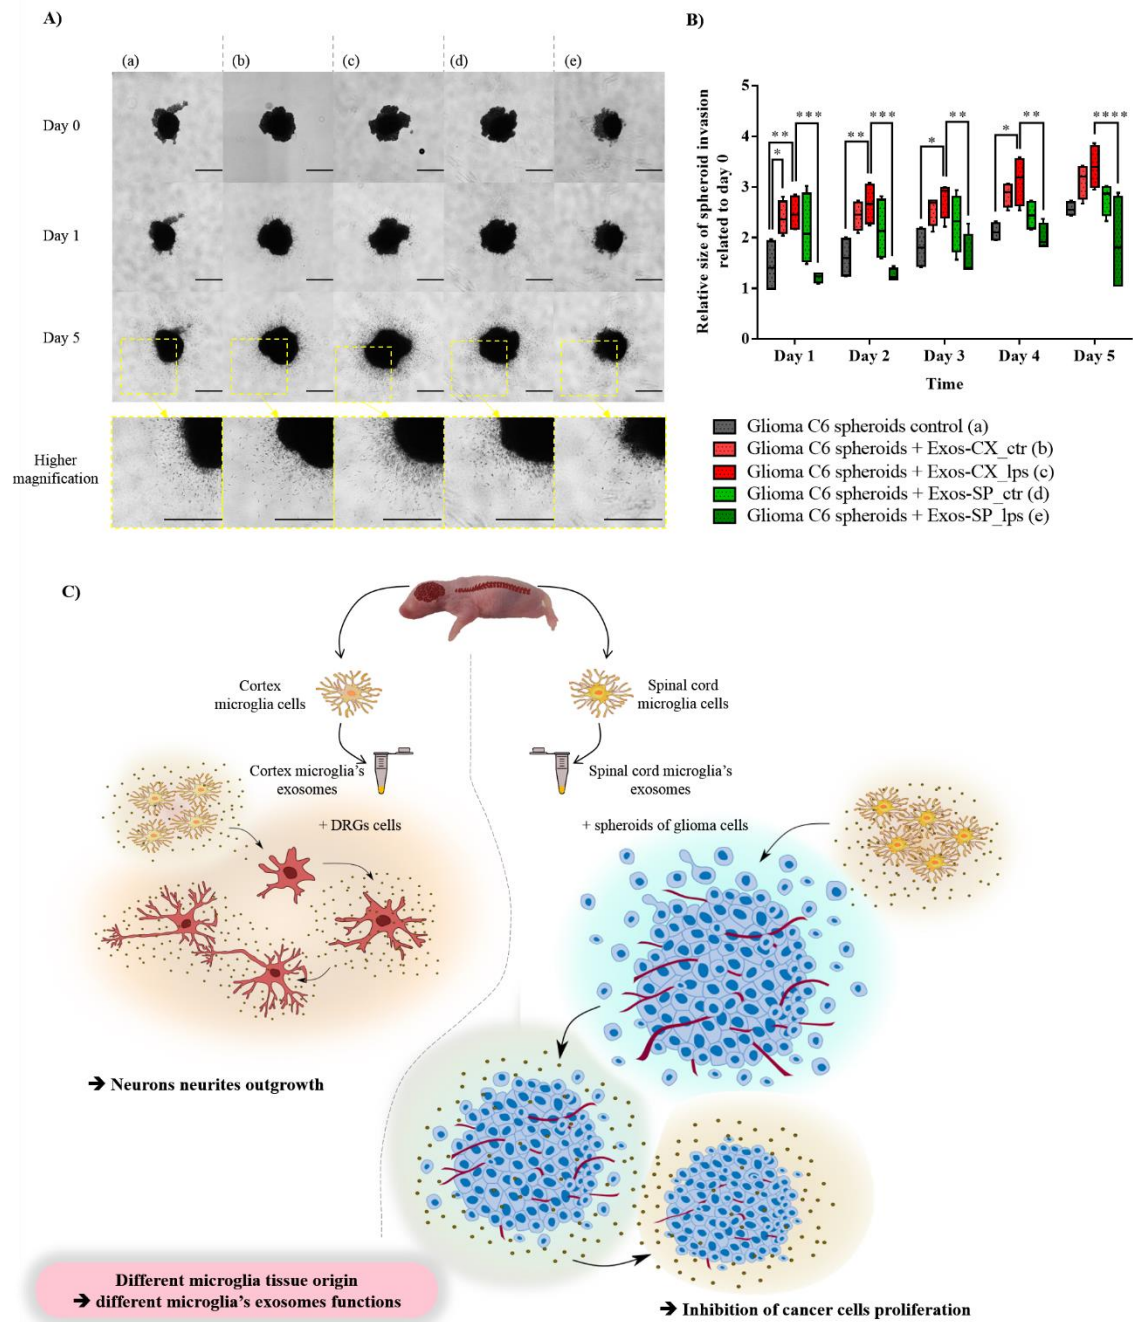 A)
(a) (b) (c) (d) (e)
Day 0
Day 1
Day 5
Higher
magnification
B)
Relative size of spheroid invasion
related to day 0
5
4
3
2
1
0
** * *** ** *** * ** * ** ****
Day 1 Day 2 Day 3 Day 4 Day 5
Time
Glioma C6 spheroids control (a)
Glioma C6 spheroids + Exos-CX_ctr (b)
Glioma C6 spheroids + Exos-CX_lps (c)
Glioma C6 spheroids + Exos-SP_ctr (d)
Glioma C6 spheroids + Exos-SP_lps (e)
C)
Cortex
microglia cells
Spinal cord
microglia cells
Cortex microglia's
exosomes
Spinal cord microglia's
exosomes
+ DRGs cells
+ spheroids of glioma cells
➔ Neurons neurites outgrowth
Different microglia tissue origin
➔ different microglia's exosomes functions
➔ Inhibition of cancer cells proliferation